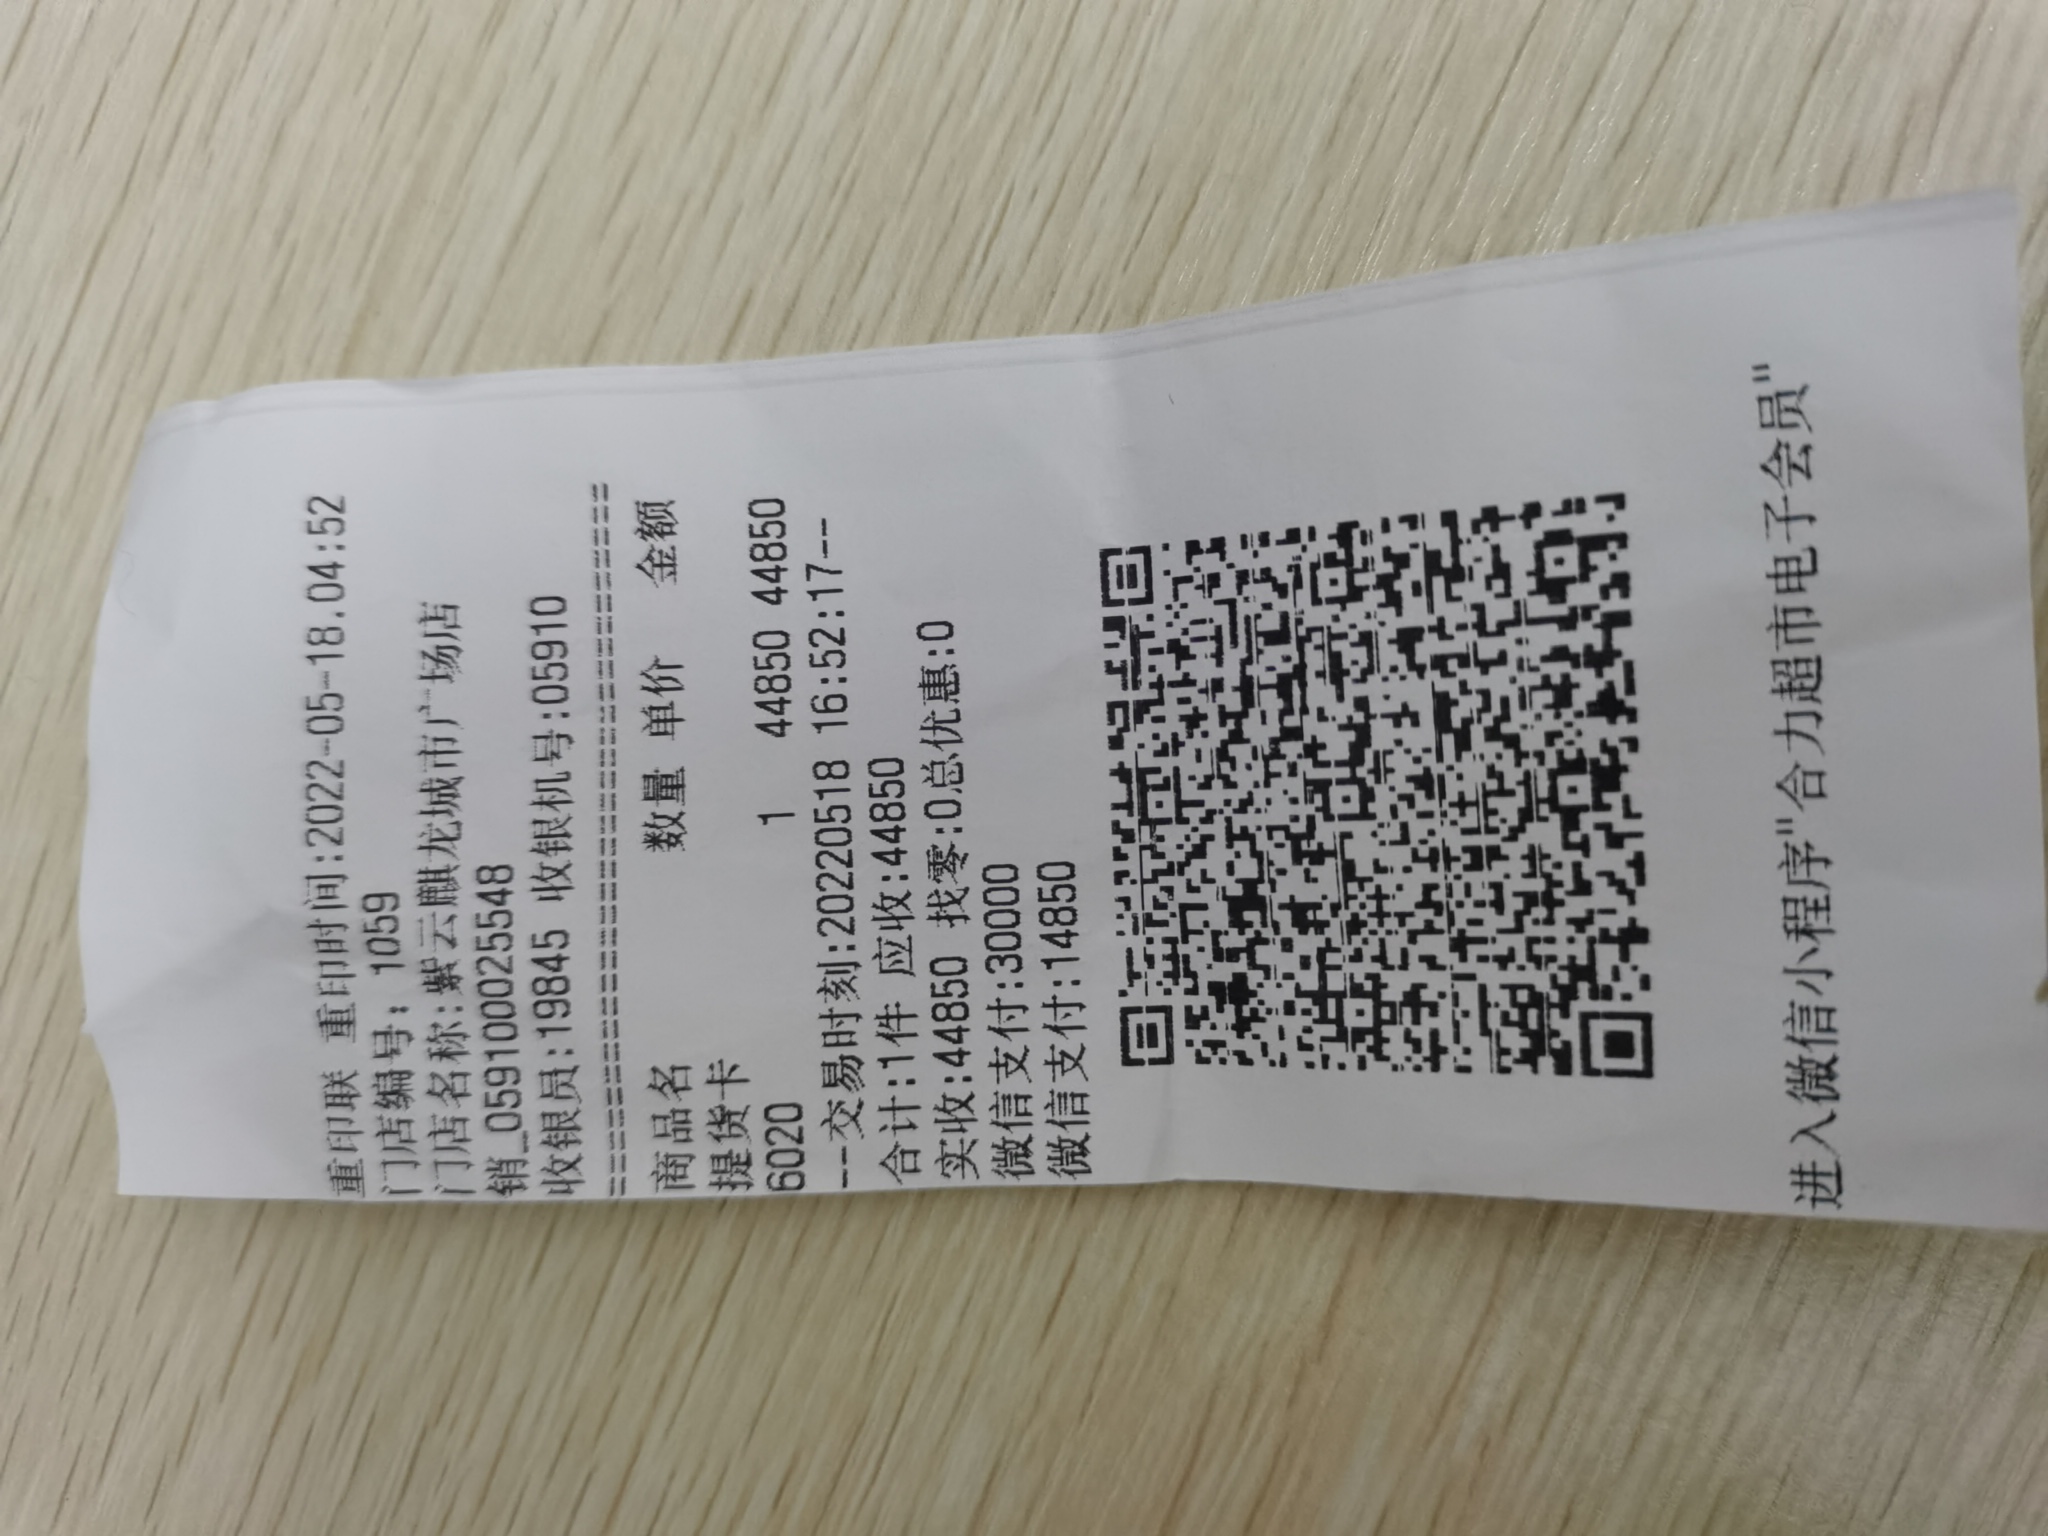 重印联 重印时间:2022-05-18.04:52
门店编号: 1059
门店名称:紫云麒龙城市广场店
销_0591000025548
收银员:19845 收银机号:05910
================================
商品名 数量 单价 金额
提货卡
6020 1 44850 44850
--交易时刻:20220518 16:52:17--
合计:1件 应收:44850
实收:44850 找零:0总优惠:0
微信支付:30000
微信支付:14850
进入微信小程序"合力超市电子会员"